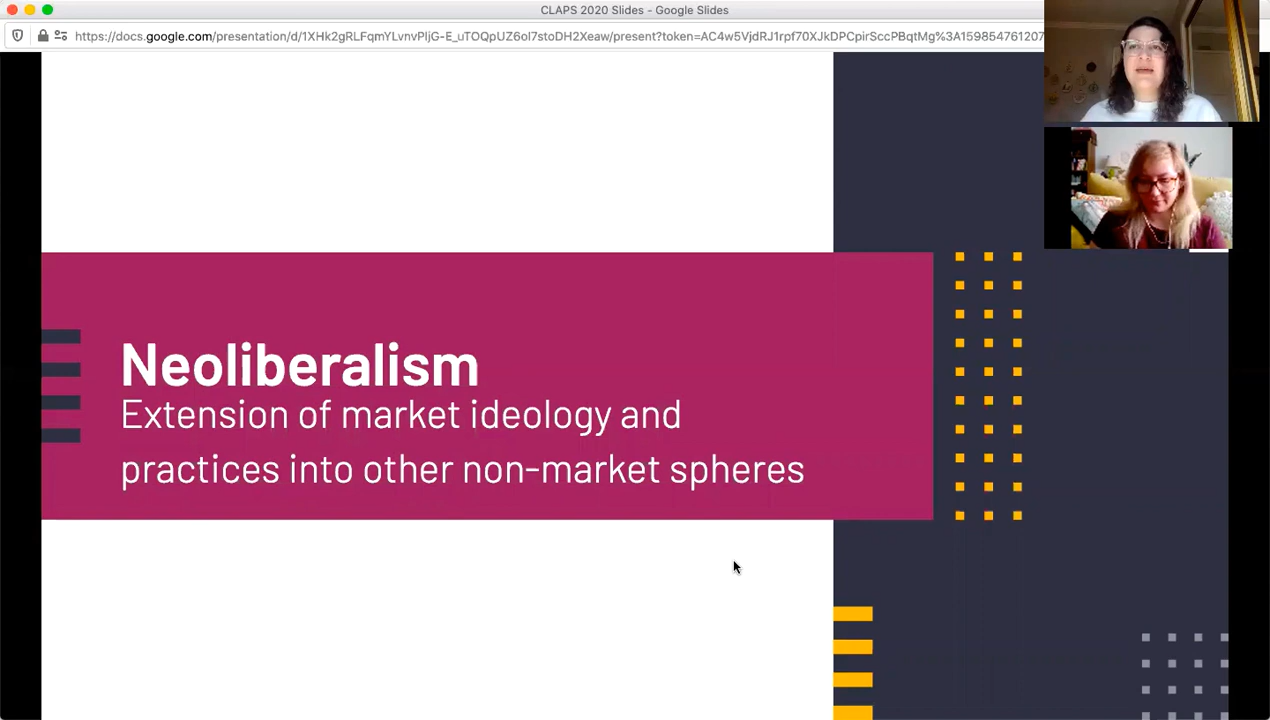 CLAPS 2020 Slides - Google Slides
https://docs.google.com/presentation/d/1XHk2gRLFqmYLvnvPljG-E_uTOQpUZ6ol7stoDH2Xeaw/present?token=AC4w5VjdRJ1rpf70XJkDPCpirSccPBqtMg%3A159854761207
Neoliberalism
Extension of market ideology and
practices into other non-market spheres